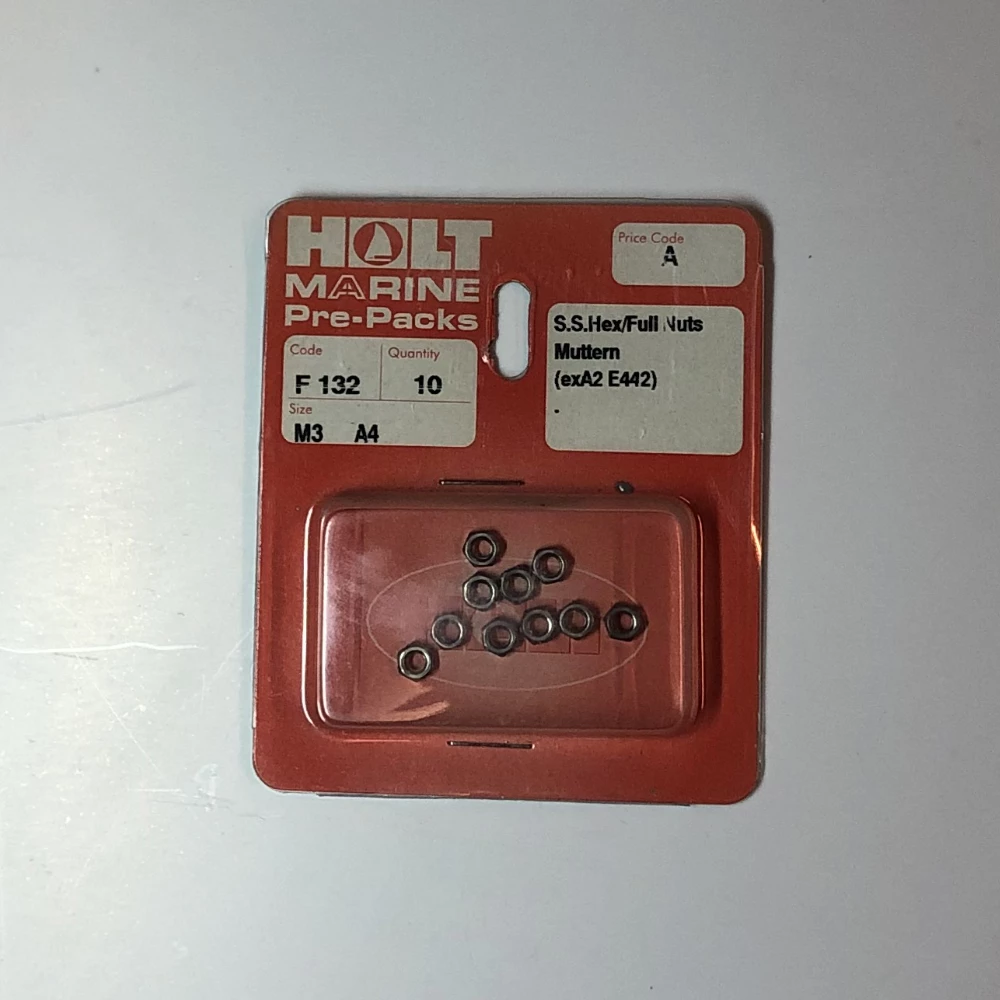 HOLT
MARINE
Pre-Packs
Code
Quantity
F 132
10
Size
M3 A4
Price Code
A
S.S.Hex/Full Nuts
Muttern
(exA2 E442)
.